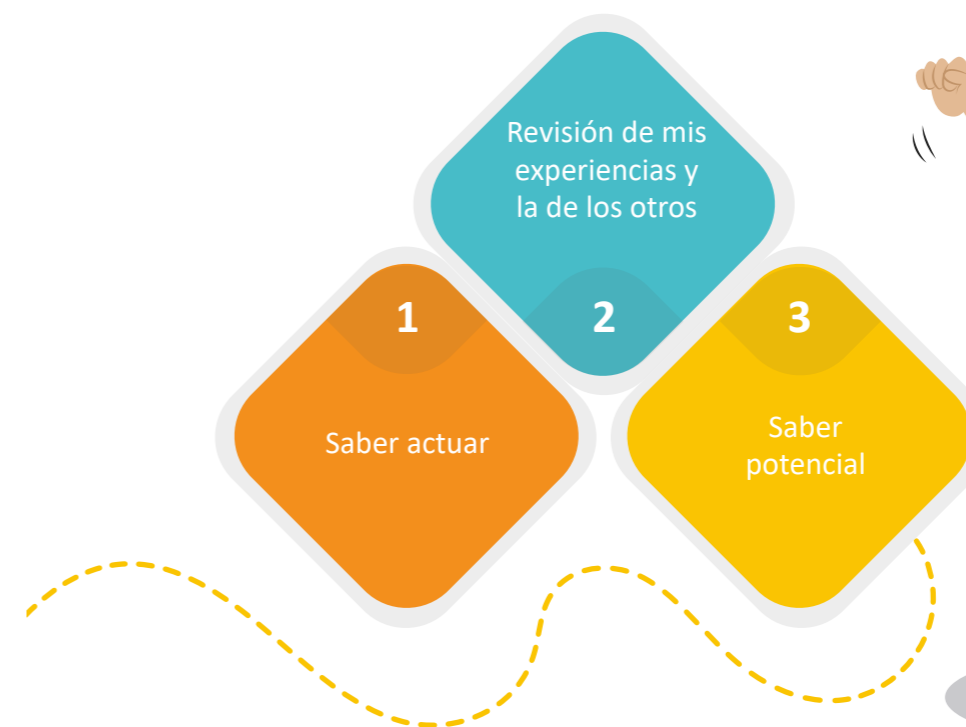 1
Saber actuar
Revisión de mis
experiencias y
la de los otros
2
3
Saber
potencial